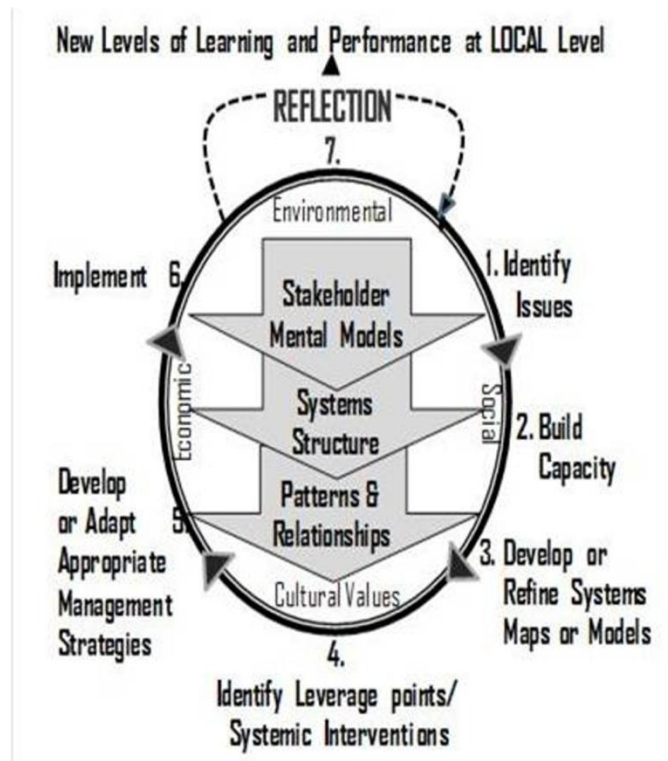 New Levels of Learning and Performance at LOCAL Level
REFLECTION
7.
Environmental
1. Identify
Issues
Social
2. Build
Capacity
3. Develop or
Refine Systems
Maps or Models
4.
Identify Leverage points/
Systemic Interventions
Cultural Values
Develop
or Adapt 5.
Appropriate
Management
Strategies
Economic
Implement 6.
Stakeholder
Mental Models
Systems
Structure
Patterns &
Relationships